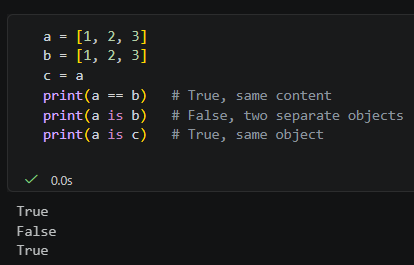 a = [1, 2, 3]
b = [1, 2, 3]
c = a
print(a == b)   # True, same content
print(a is b)   # False, two separate objects
print(a is c)   # True, same object
0.0s
True
False
True